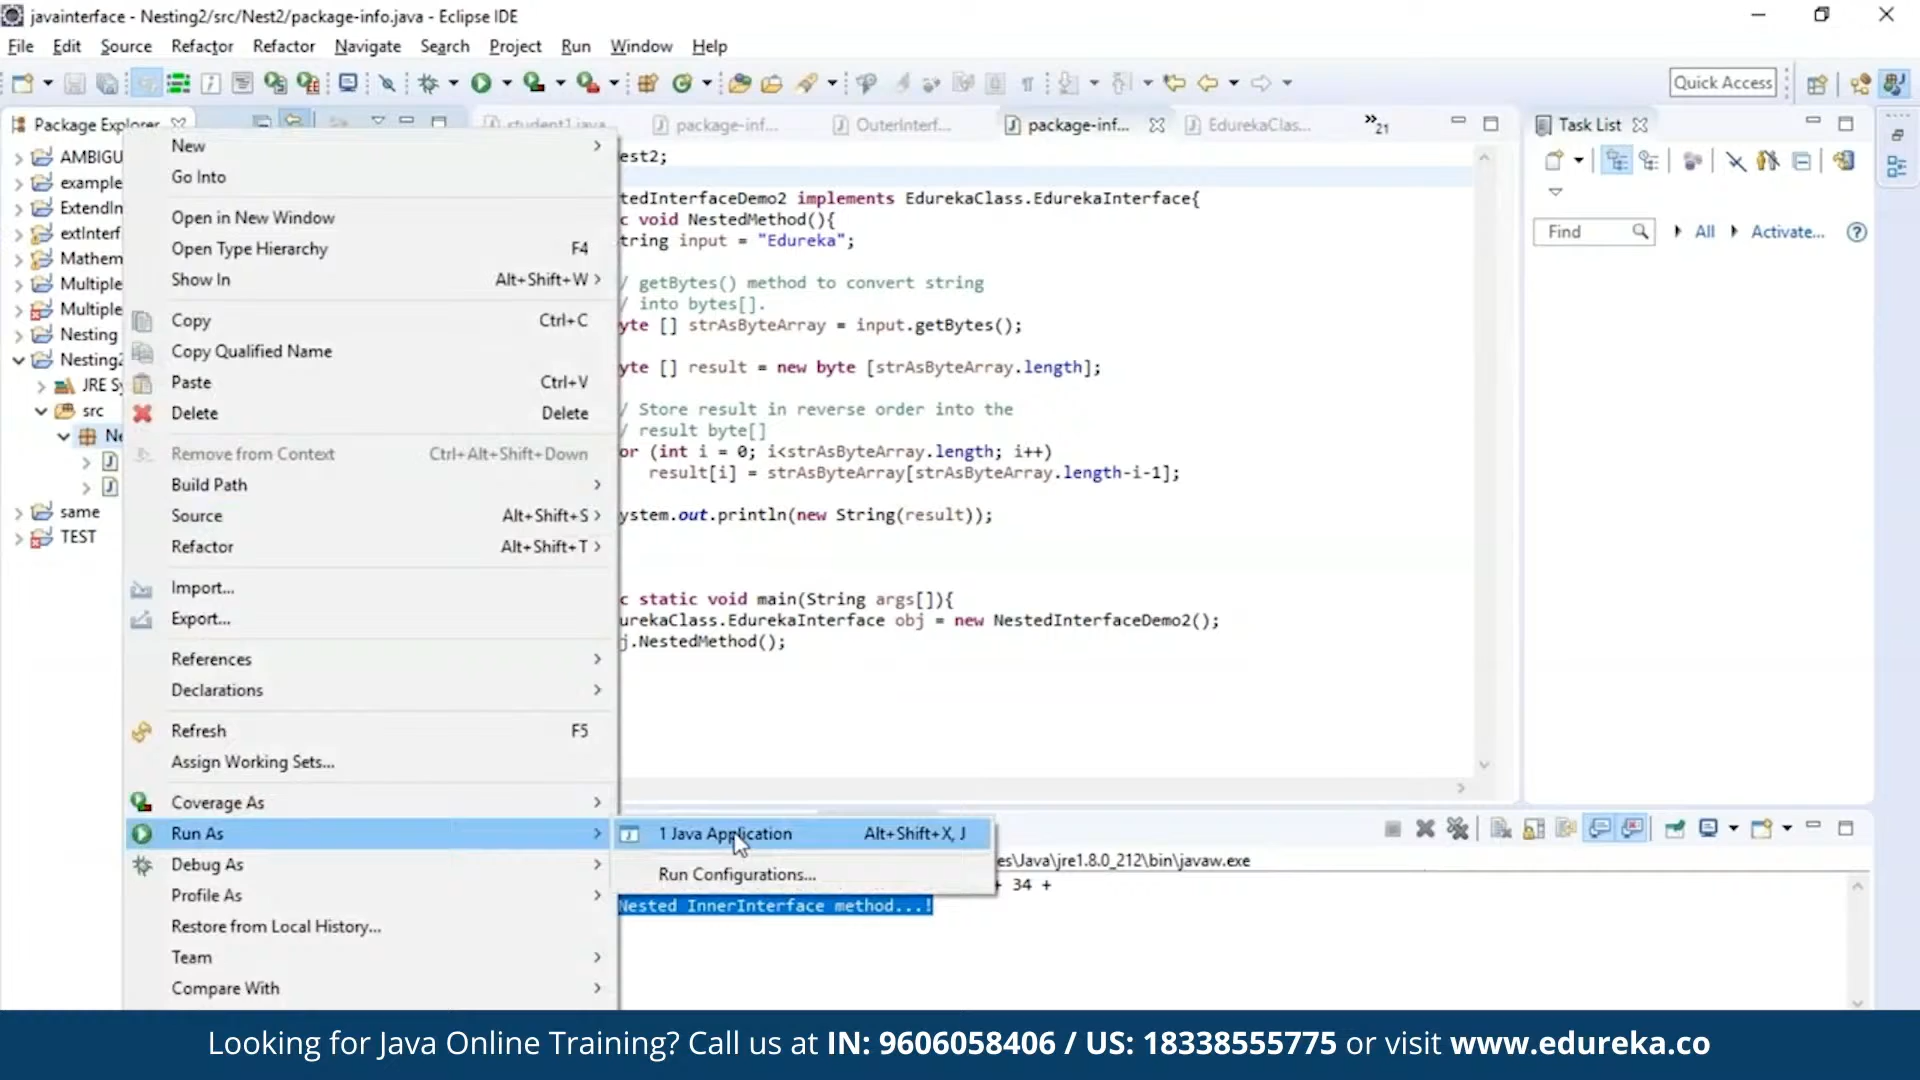 javainterface - Nesting2/src/Nest2/package-info.java - Eclipse IDE
File Edit Source Refactor Refactor Navigate Search Project Run Window Help
Quick Access
Package Explorer
student1.java
package-inf...
OuterInterf...
package-inf...
EdurekaClas...
»21
Task List
AMBIGU
example
ExtendIn
extInterf
Mathem
Multiple
Multiple
Nesting
Nesting2
JRE Sy
src
Ne
same
TEST
New
Go Into
Open in New Window
Open Type Hierarchy F4
Show In Alt+Shift+W >
Copy Ctrl+C
Copy Qualified Name
Paste Ctrl+V
Delete Delete
Remove from Context Ctrl+Alt+Shift+Down
Build Path
Source Alt+Shift+S >
Refactor Alt+Shift+T >
Import...
Export...
References
Declarations
Refresh F5
Assign Working Sets...
Coverage As
Run As
Debug As
Profile As
Restore from Local History...
Team
Compare With
1 Java Application Alt+Shift+X, J
Run Configurations...
est2;
tedInterfaceDemo2 implements EdurekaClass.EdurekaInterface{
c void NestedMethod(){
tring input = "Edureka";
/ getBytes() method to convert string
/ into bytes[].
yte [] strAsByteArray = input.getBytes();
yte [] result = new byte [strAsByteArray.length];
/ Store result in reverse order into the
/ result byte[]
or (int i = 0; i<strAsByteArray.length; i++)
result[i] = strAsByteArray[strAsByteArray.length-i-1];
ystem.out.println(new String(result));
c static void main(String args[]){
urekaClass.EdurekaInterface obj = new NestedInterfaceDemo2();
j.NestedMethod();
Find
All
Activate...
es\Java\jre1.8.0_212\bin\javaw.exe
+ 34 +
Nested InnerInterface method...!
Looking for Java Online Training? Call us at IN: 9606058406 / US: 18338555775 or visit www.edureka.co